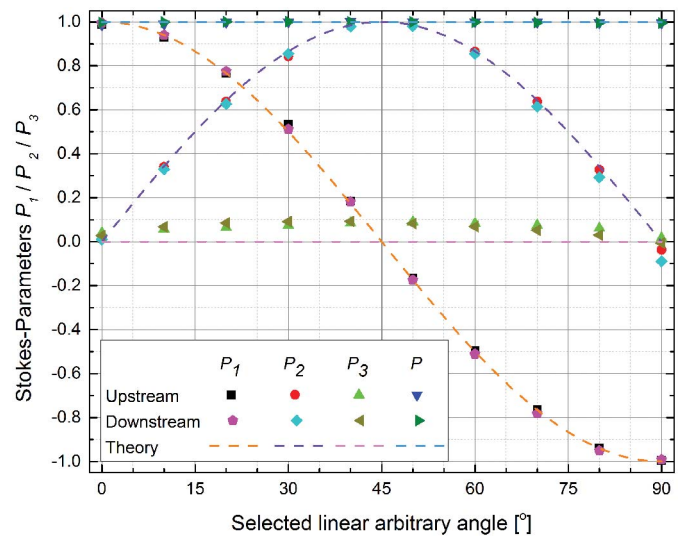 Stokes-Parameters P1 / P2 / P3
1.0
0.8
0.6
0.4
0.2
0.0
-0.2
-0.4
-0.6
-0.8
-1.0
P1 P2 P3 P
Upstream
Downstream
Theory
0 15 30 45 60 75 90
Selected linear arbitrary angle [°]